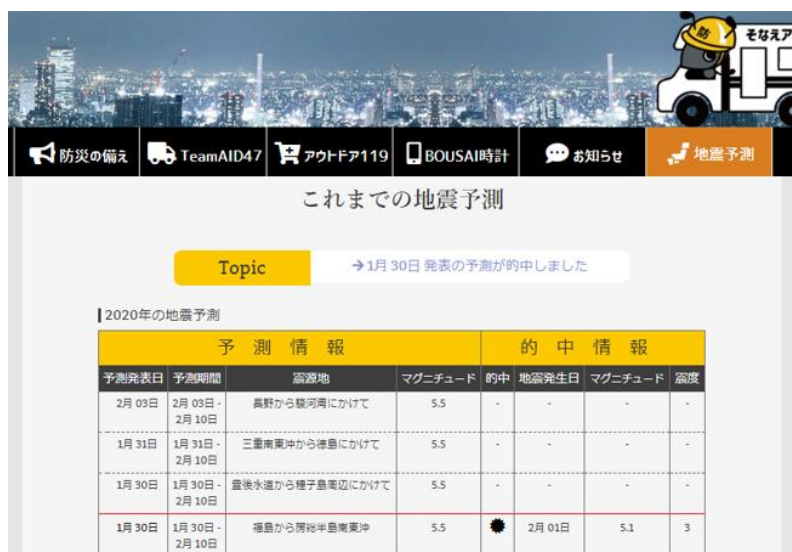 防
そなえア
防災の備え TeamAID47 アウトドア119 BOUSAI時計 お知らせ 地震予測
これまでの地震予測
Topic →1月 30日 発表の予測が的中しました
2020年の地震予測
予 測 情 報 的 中 情 報
予測発表日 予測期間 震源地 マグニチュード 的中 地震発生日 マグニチュード 震度
2月 03日 2月 03日 - 長野から駿河湾にかけて 5.5 - - - -
2月 10日
1月 31日 1月 31日 - 三重南東沖から徳島にかけて 5.5 - - - -
2月 10日
1月 30日 1月 30日 - 豊後水道から種子島周辺にかけて 5.5 - - - -
2月 10日
1月 30日 1月 30日 - 福島から房総半島南東沖 5.5 2月 01日 5.1 3
2月 10日